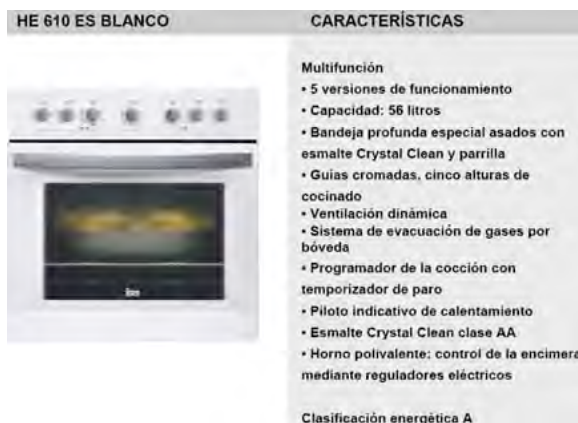 HE 610 ES BLANCO
CARACTERÍSTICAS
Multifunción
• 5 versiones de funcionamiento
• Capacidad: 56 litros
• Bandeja profunda especial asados con
esmalte Crystal Clean y parrilla
• Guías cromadas, cinco alturas de
cocinado
• Ventilación dinámica
• Sistema de evacuación de gases por
bóveda
• Programador de la cocción con
temporizador de paro
• Piloto indicativo de calentamiento
• Esmalte Crystal Clean clase AA
• Horno polivalente: control de la encimera
mediante reguladores eléctricos
Clasificación energética A